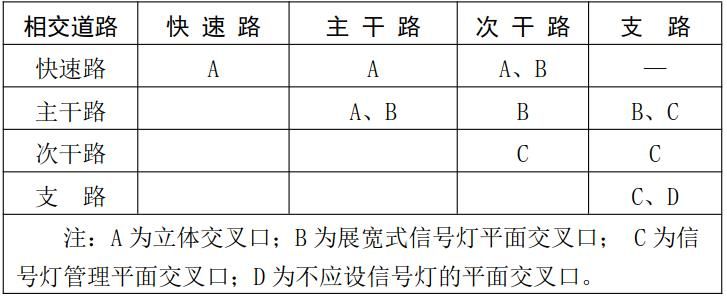 相交道路 快 速 路 主 干 路 次 干 路 支 路
快速路 A A A、B —
主干路 A、B B B、C
次干路 C C
支 路 C、D
注：A 为立体交叉口；B 为展宽式信号灯平面交叉口； C 为信
号灯管理平面交叉口；D 为不应设信号灯的平面交叉口。